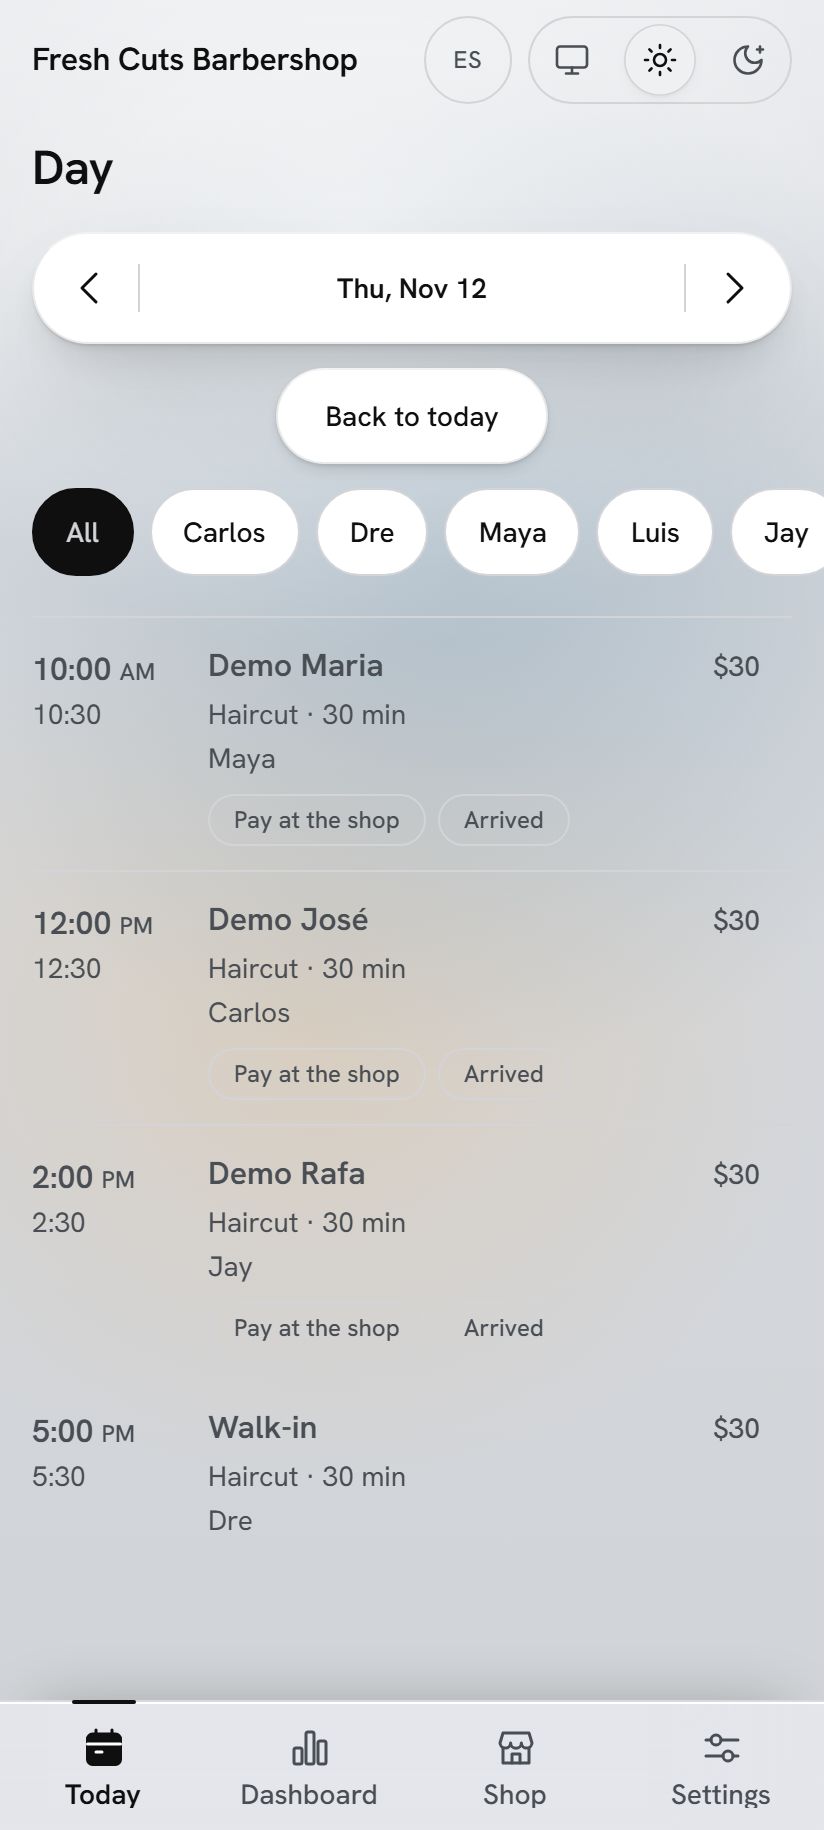 Fresh Cuts Barbershop
ES
Day
Thu, Nov 12
Back to today
All Carlos Dre Maya Luis Jay
10:00 AM Demo Maria $30
10:30 Haircut · 30 min
Maya
Pay at the shop Arrived
12:00 PM Demo José $30
12:30 Haircut · 30 min
Carlos
Pay at the shop Arrived
2:00 PM Demo Rafa $30
2:30 Haircut · 30 min
Jay
Pay at the shop Arrived
5:00 PM Walk-in $30
5:30 Haircut · 30 min
Dre
Today Dashboard Shop Settings